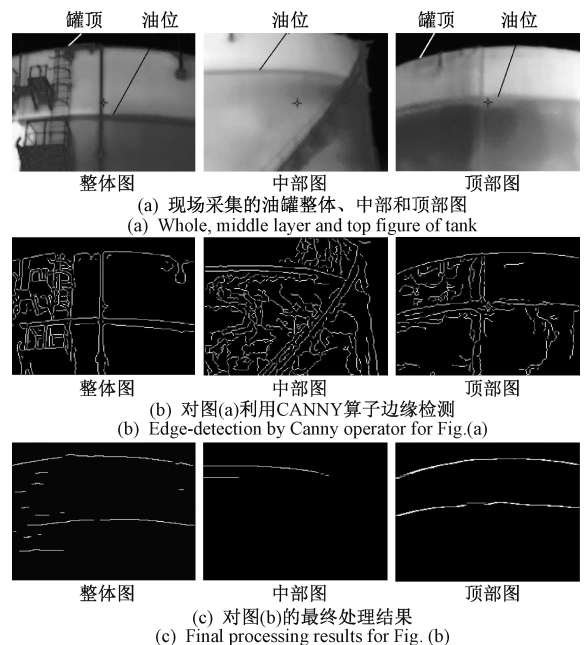 罐顶 油位 油位 罐顶 油位
整体图 中部图 顶部图
(a) 现场采集的油罐整体、中部和顶部图
(a) Whole, middle layer and top figure of tank
整体图 中部图 顶部图
(b) 对图(a)利用CANNY算子边缘检测
(b) Edge-detection by Canny operator for Fig.(a)
整体图 中部图 顶部图
(c) 对图(b)的最终处理结果
(c) Final processing results for Fig. (b)